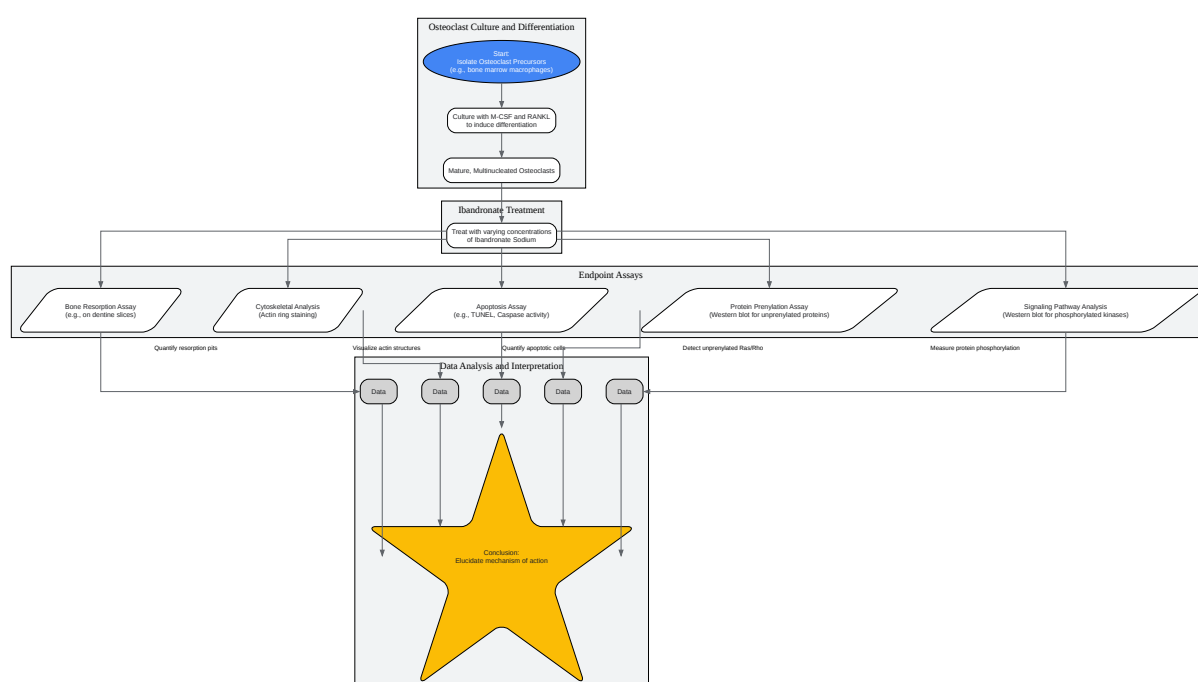 Osteoclast Culture and Differentiation
Start:
Isolate Osteoclast Precursors
(e.g., bone marrow macrophages)
Culture with M-CSF and RANKL
to induce differentiation
Mature, Multinucleated Osteoclasts
Ibandronate Treatment
Treat with varying concentrations
of Ibandronate Sodium
Endpoint Assays
Bone Resorption Assay
(e.g., on dentine slices)
Cytoskeletal Analysis
(Actin ring staining)
Apoptosis Assay
(e.g., TUNEL, Caspase activity)
Protein Prenylation Assay
(Western blot for unprenylated proteins)
Signaling Pathway Analysis
(Western blot for phosphorylated kinases)
Quantify resorption pits
Visualize actin structures
Quantify apoptotic cells
Detect unprenylated Ras/Rho
Measure protein phosphorylation
Data Analysis and Interpretation
Data
Data
Data
Data
Data
Conclusion:
Elucidate mechanism of action